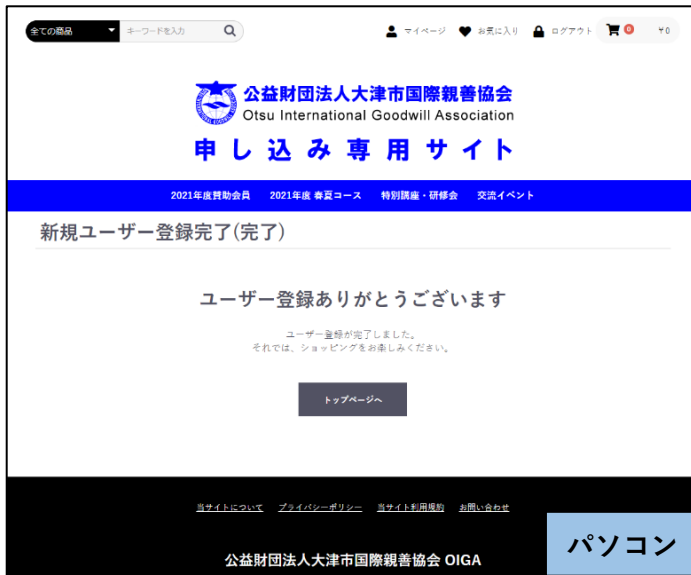 全ての商品 キーワードを入力 マイページ お気に入り ログアウト 0 ¥0
公益財団法人大津市国際親善協会
Otsu International Goodwill Association
申し込み専用サイト
2021年度賛助会員 2021年度 春夏コース 特別講座・研修会 交流イベント
新規ユーザー登録完了(完了)
ユーザー登録ありがとうございます
ユーザー登録が完了しました。
それでは、ショッピングをお楽しみください。
トップページへ
当サイトについて プライバシーポリシー 当サイト利用規約 お問い合わせ
公益財団法人大津市国際親善協会 OIGA
パソコン